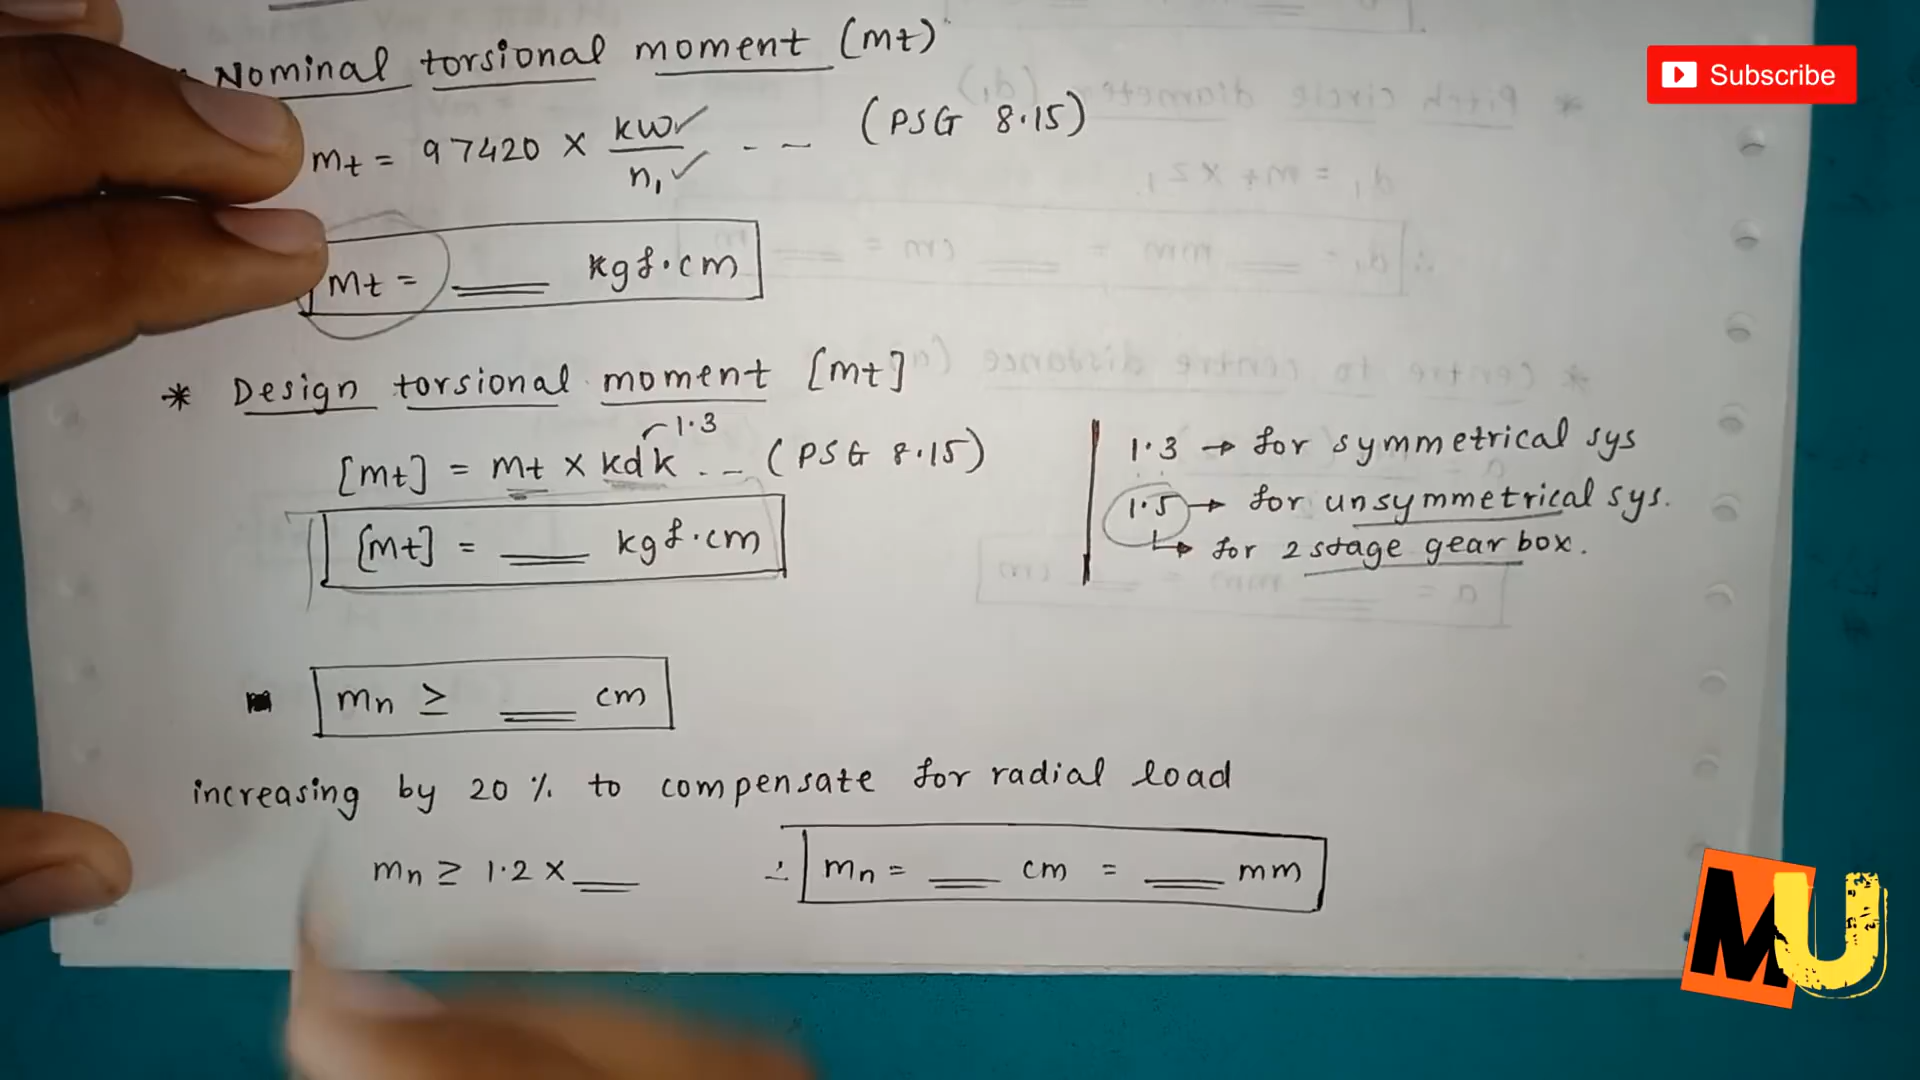 Nominal torsional moment (mt)
mt = 97420 × kW/n1 -- (PSG 8.15)
mt = ___ kgf.cm
* Design torsional moment [mt]
1.3
[mt] = mt × kdk -- (PSG 8.15)
[mt] = ___ kgf.cm
1.3 → for symmetrical sys
1.5 → for unsymmetrical sys.
↳ for 2 stage gear box.
mn ≥ ___ cm
increasing by 20 % to compensate for radial load
mn ≥ 1.2 × ___ ∴ mn = ___ cm = ___ mm
Subscribe
MU